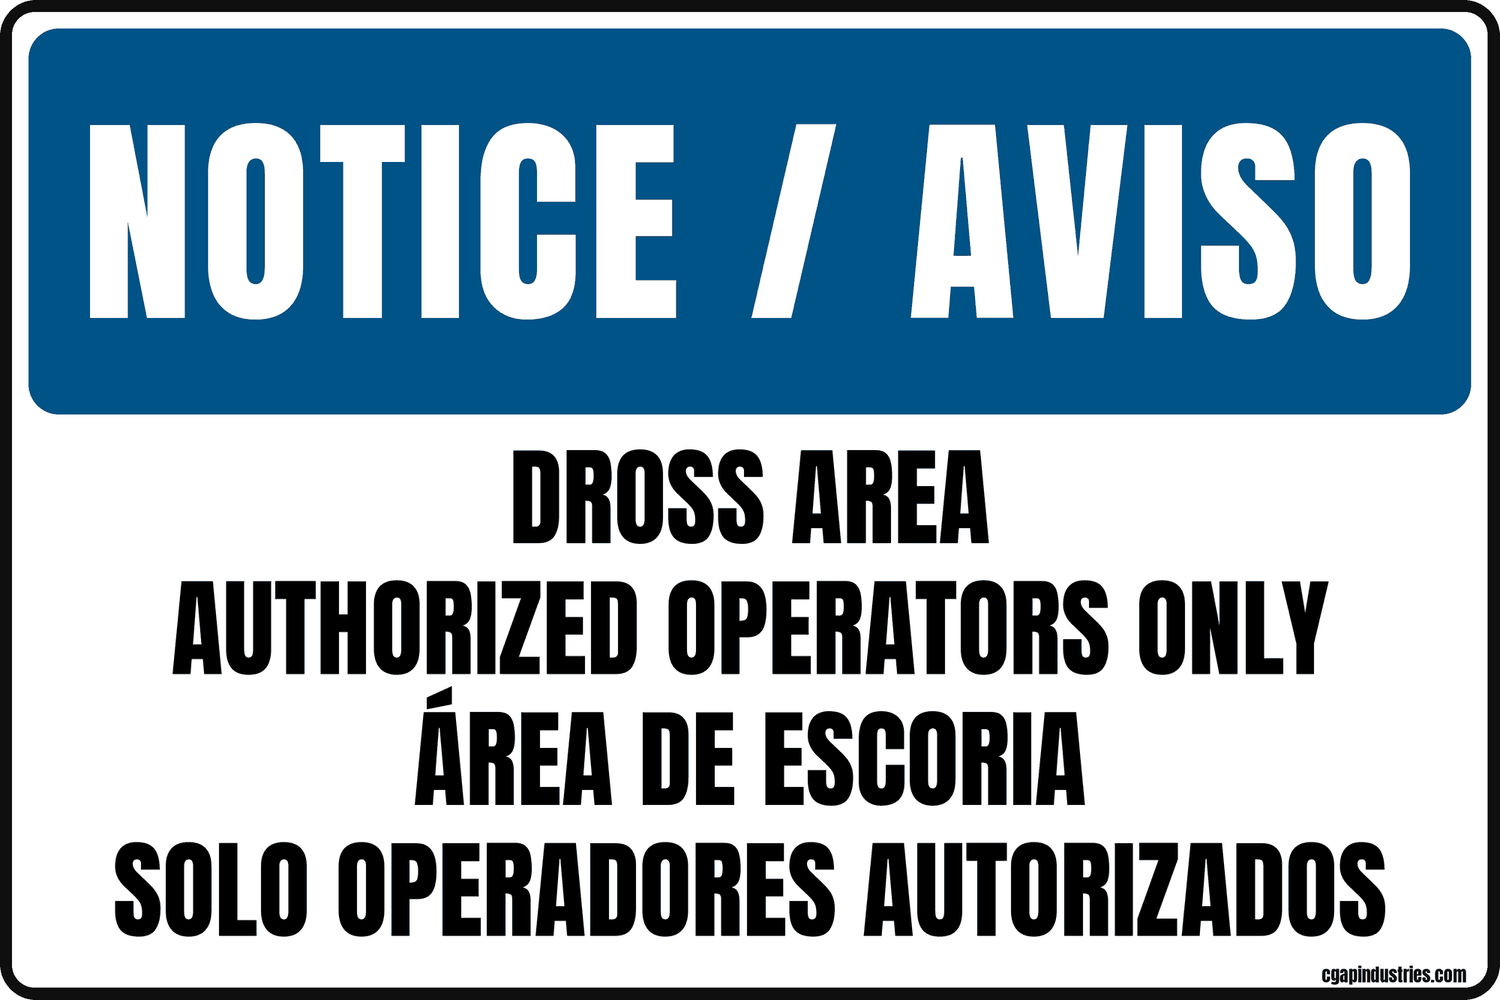 NOTICE / AVISO
DROSS AREA
AUTHORIZED OPERATORS ONLY
ÁREA DE ESCORIA
SOLO OPERADORES AUTORIZADOS
cgapindustries.com